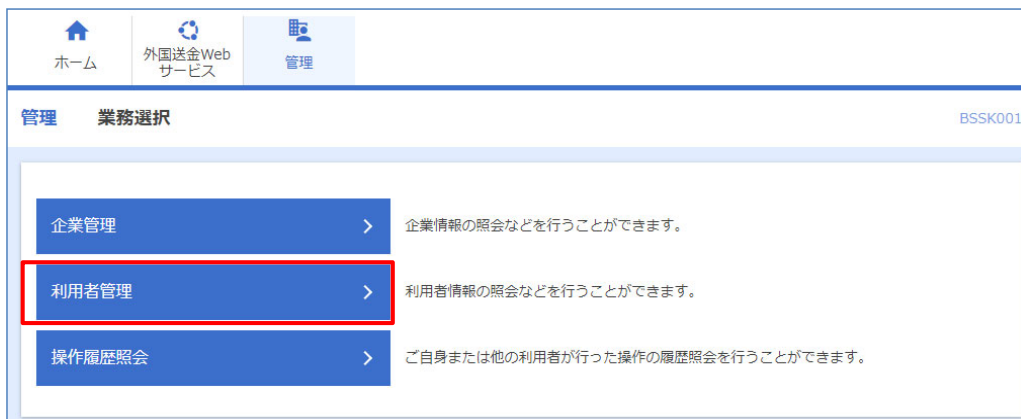 ホーム
外国送金Web
サービス
管理
管理 業務選択
BSSK001
企業管理
企業情報の照会などを行うことができます。
利用者管理
利用者情報の照会などを行うことができます。
操作履歴照会
ご自身または他の利用者が行った操作の履歴照会を行うことができます。